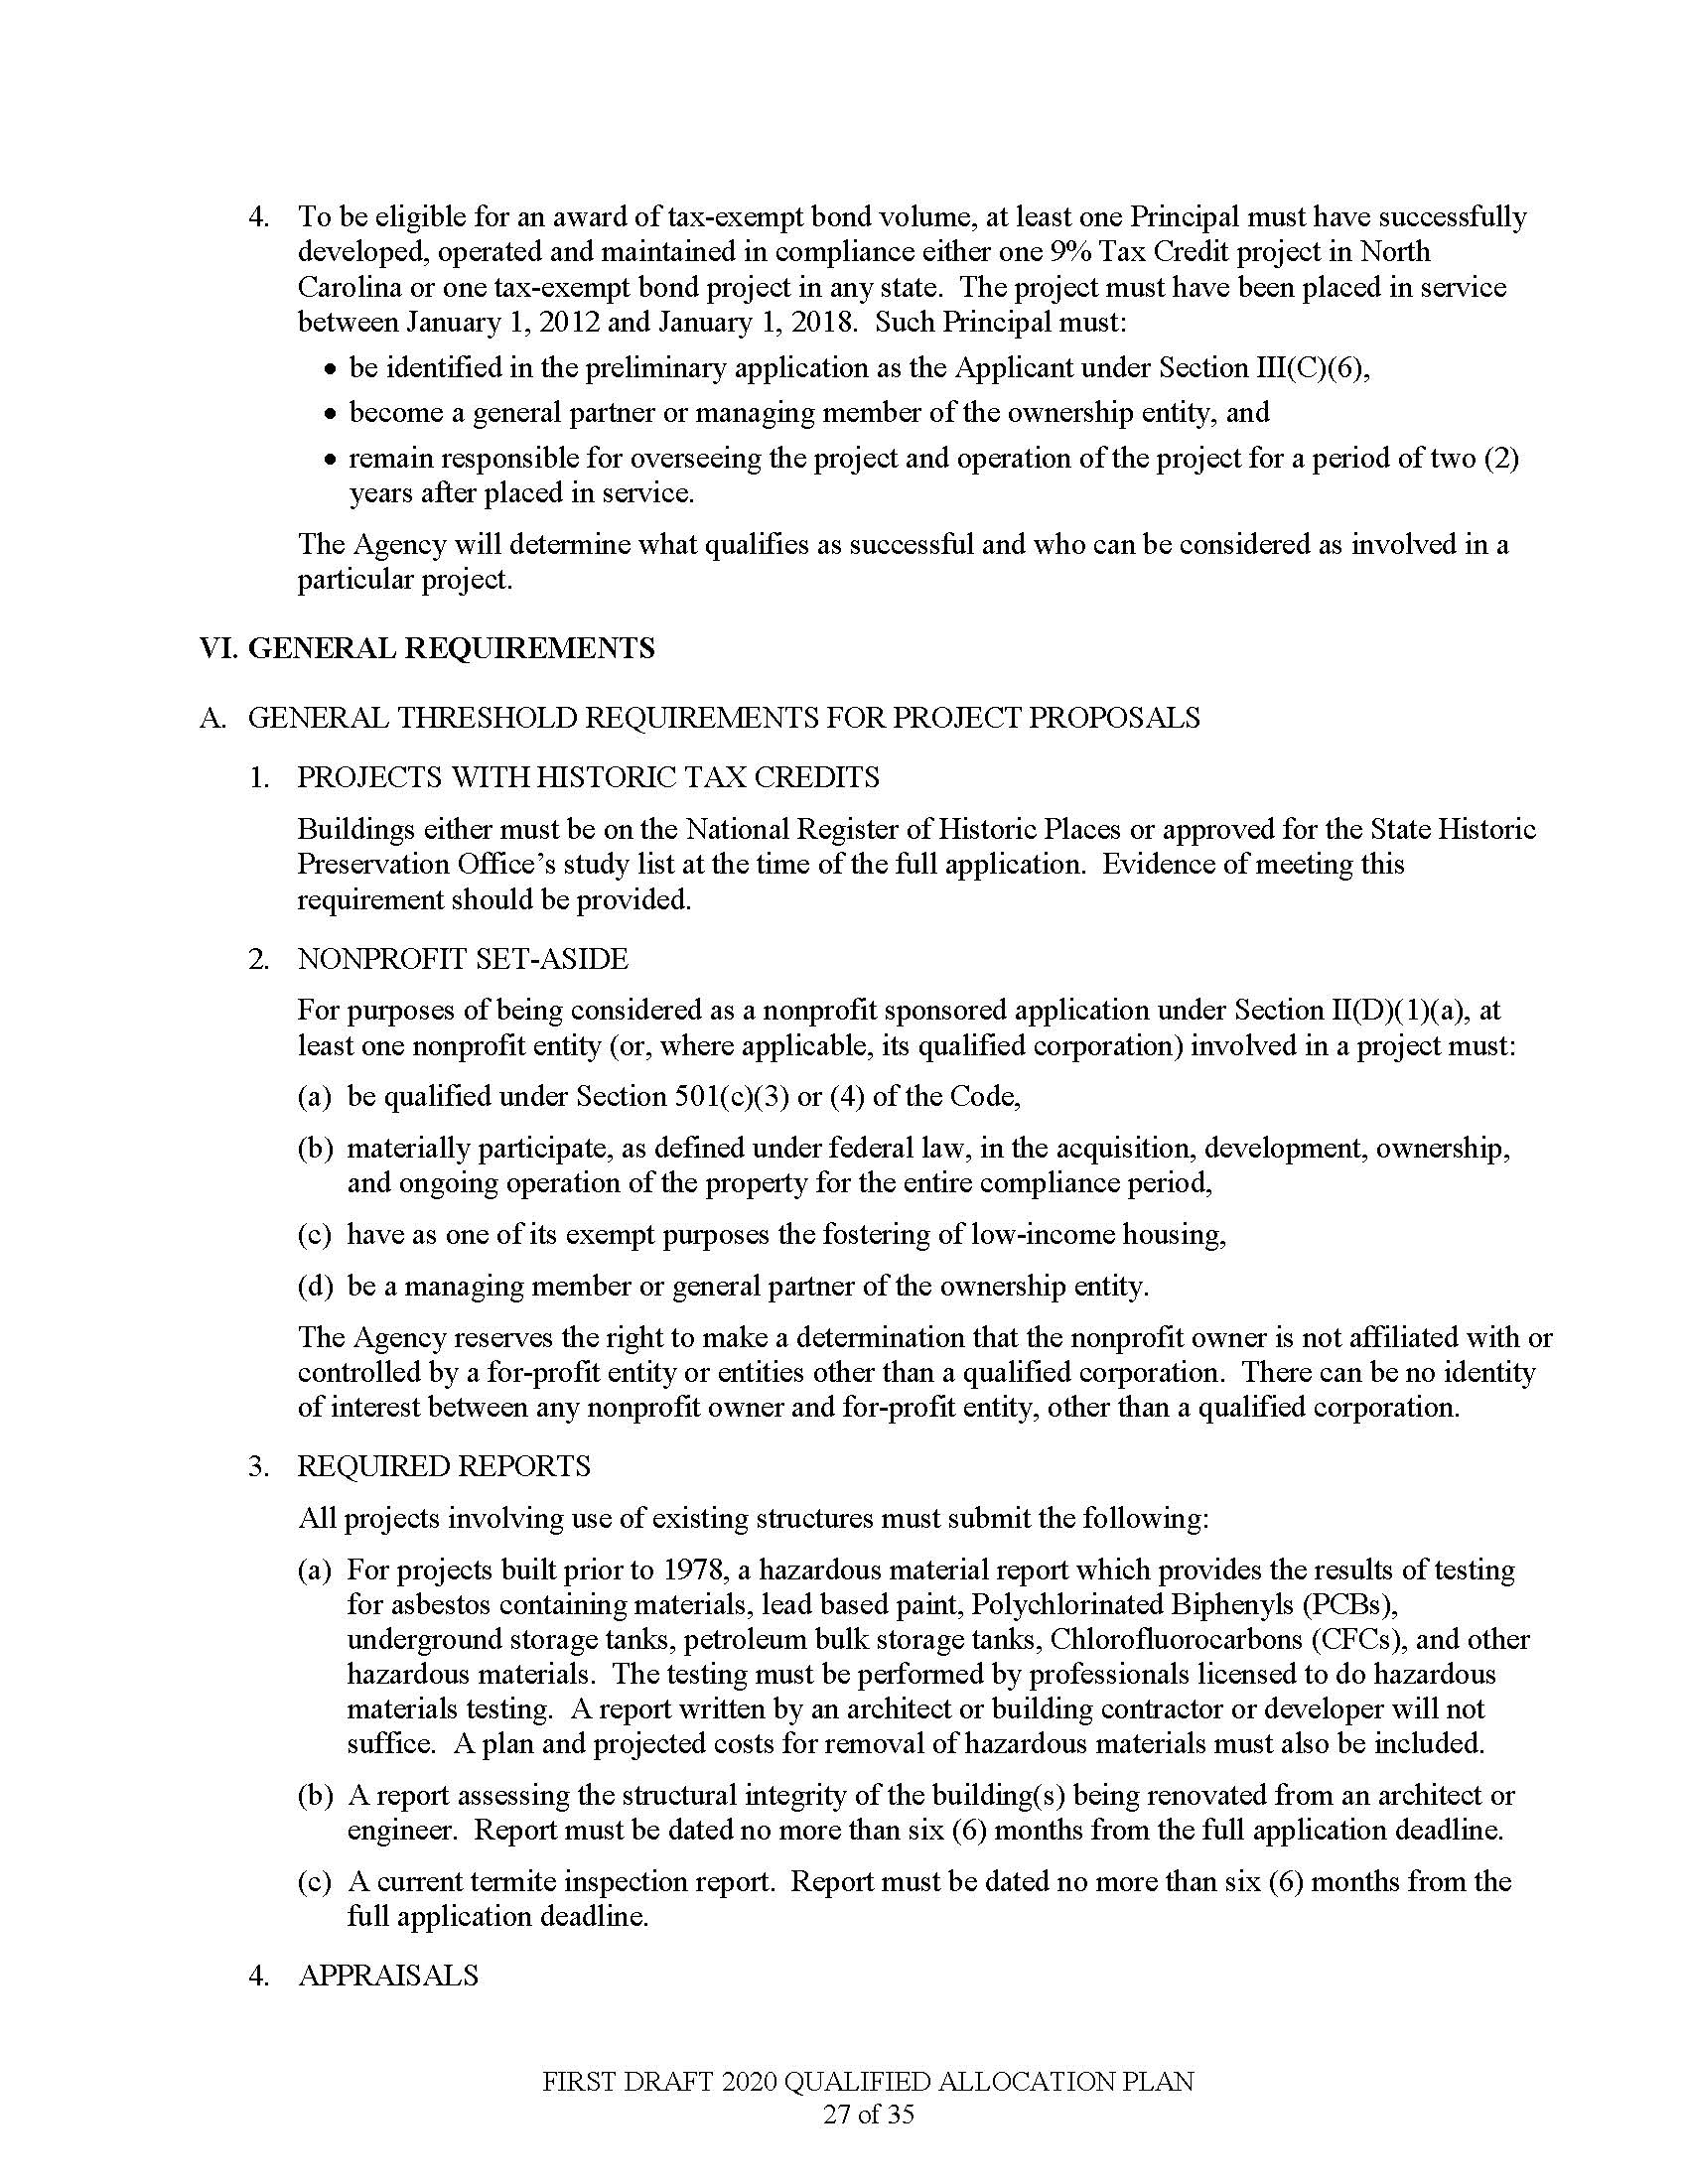 4. To be eligible for an award of tax-exempt bond volume, at least one Principal must have successfully
developed, operated and maintained in compliance either one 9% Tax Credit project in North
Carolina or one tax-exempt bond project in any state. The project must have been placed in service
between January 1, 2012 and January 1, 2018. Such Principal must:
• be identified in the preliminary application as the Applicant under Section III(C)(6),
• become a general partner or managing member of the ownership entity, and
• remain responsible for overseeing the project and operation of the project for a period of two (2)
years after placed in service.
The Agency will determine what qualifies as successful and who can be considered as involved in a
particular project.
VI. GENERAL REQUIREMENTS
A. GENERAL THRESHOLD REQUIREMENTS FOR PROJECT PROPOSALS
1. PROJECTS WITH HISTORIC TAX CREDITS
Buildings either must be on the National Register of Historic Places or approved for the State Historic
Preservation Office’s study list at the time of the full application. Evidence of meeting this
requirement should be provided.
2. NONPROFIT SET-ASIDE
For purposes of being considered as a nonprofit sponsored application under Section II(D)(1)(a), at
least one nonprofit entity (or, where applicable, its qualified corporation) involved in a project must:
(a) be qualified under Section 501(c)(3) or (4) of the Code,
(b) materially participate, as defined under federal law, in the acquisition, development, ownership,
and ongoing operation of the property for the entire compliance period,
(c) have as one of its exempt purposes the fostering of low-income housing,
(d) be a managing member or general partner of the ownership entity.
The Agency reserves the right to make a determination that the nonprofit owner is not affiliated with or
controlled by a for-profit entity or entities other than a qualified corporation. There can be no identity
of interest between any nonprofit owner and for-profit entity, other than a qualified corporation.
3. REQUIRED REPORTS
All projects involving use of existing structures must submit the following:
(a) For projects built prior to 1978, a hazardous material report which provides the results of testing
for asbestos containing materials, lead based paint, Polychlorinated Biphenyls (PCBs),
underground storage tanks, petroleum bulk storage tanks, Chlorofluorocarbons (CFCs), and other
hazardous materials. The testing must be performed by professionals licensed to do hazardous
materials testing. A report written by an architect or building contractor or developer will not
suffice. A plan and projected costs for removal of hazardous materials must also be included.
(b) A report assessing the structural integrity of the building(s) being renovated from an architect or
engineer. Report must be dated no more than six (6) months from the full application deadline.
(c) A current termite inspection report. Report must be dated no more than six (6) months from the
full application deadline.
4. APPRAISALS
FIRST DRAFT 2020 QUALIFIED ALLOCATION PLAN
27 of 35